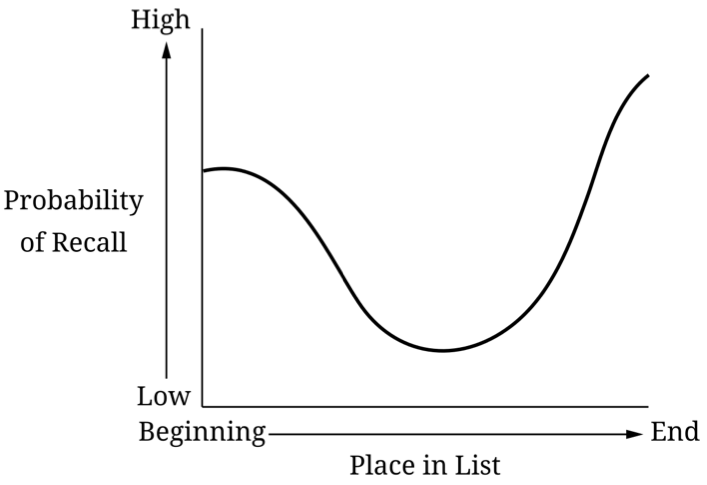 High
Probability
of Recall
Low
Beginning
End
Place in List